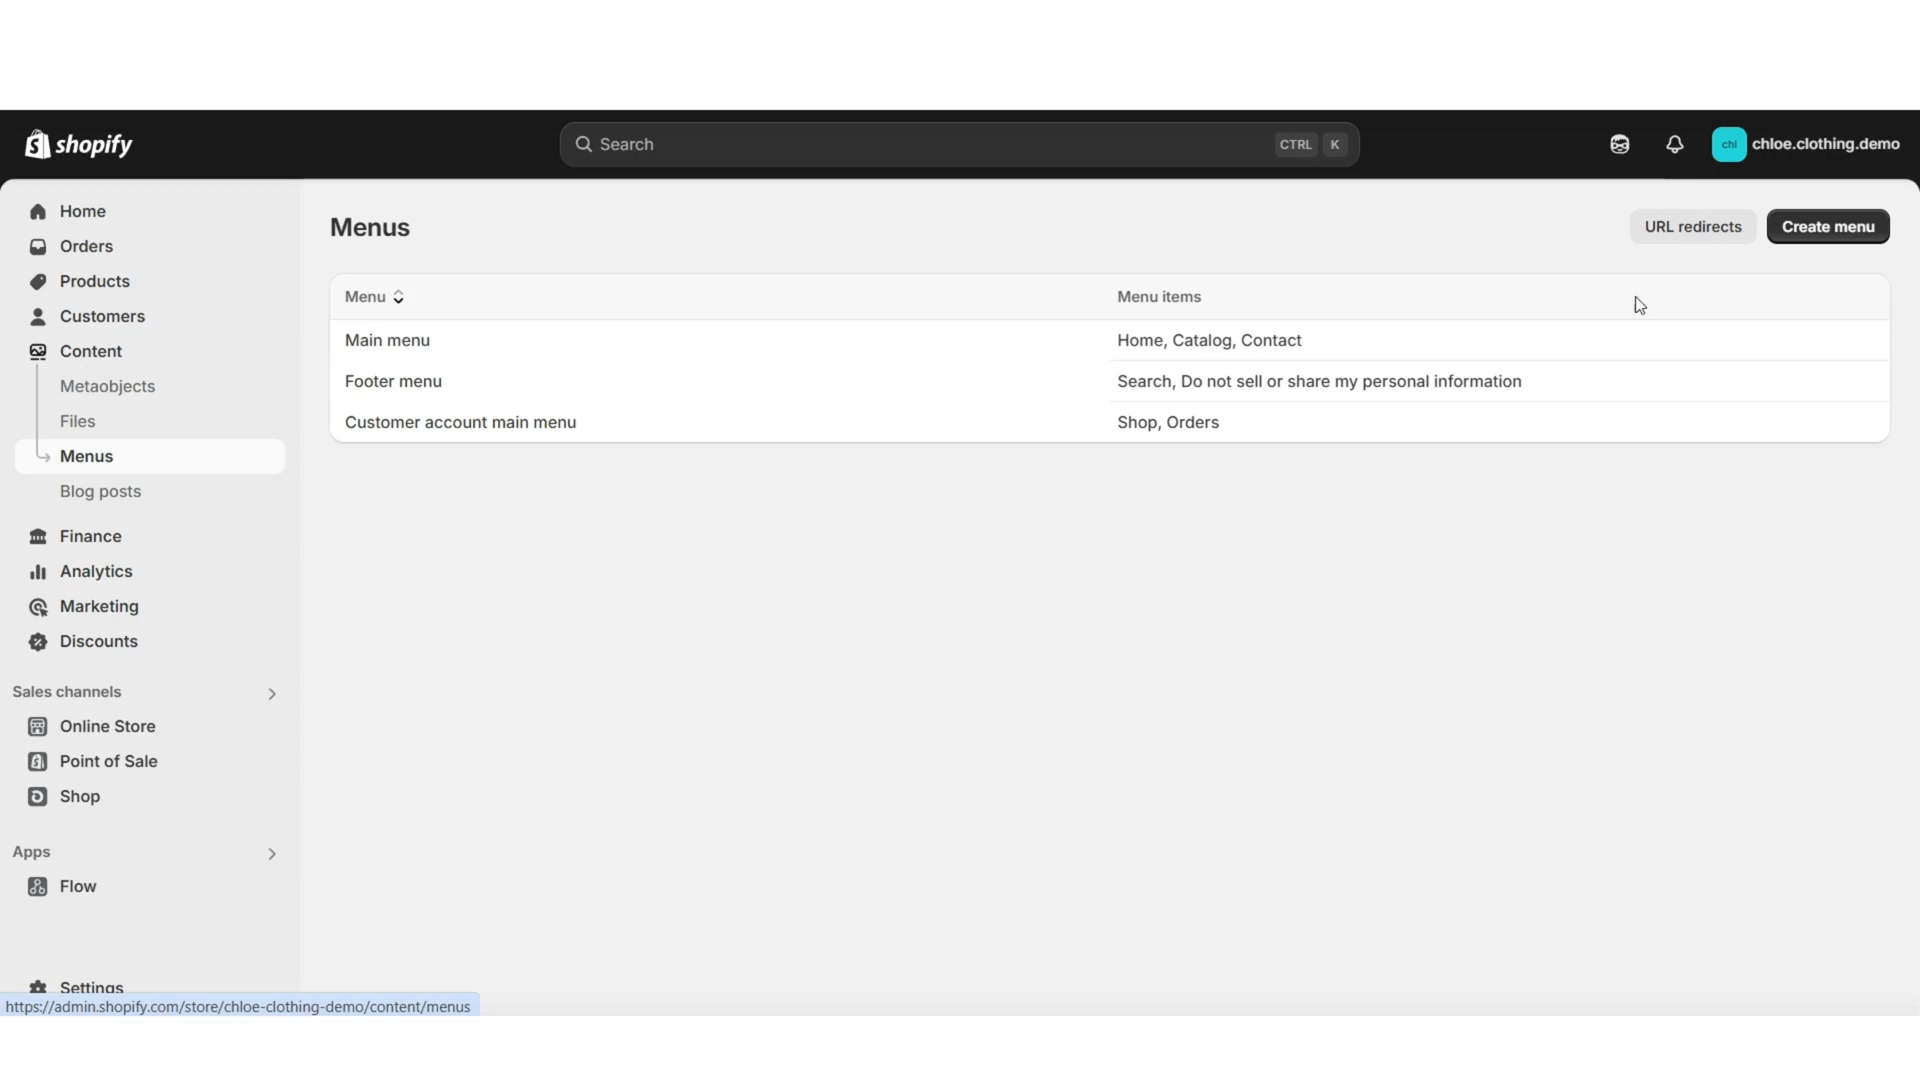 shopify
Search
CTRL K
chl
chloe.clothing.demo
Home
Orders
Products
Customers
Content
Metaobjects
Files
Menus
Blog posts
Finance
Analytics
Marketing
Discounts
Sales channels
Online Store
Point of Sale
Shop
Apps
Flow
Settings
https://admin.shopify.com/store/chloe-clothing-demo/content/menus
Menus
URL redirects
Create menu
Menu Menu items
Main menu Home, Catalog, Contact
Footer menu Search, Do not sell or share my personal information
Customer account main menu Shop, Orders